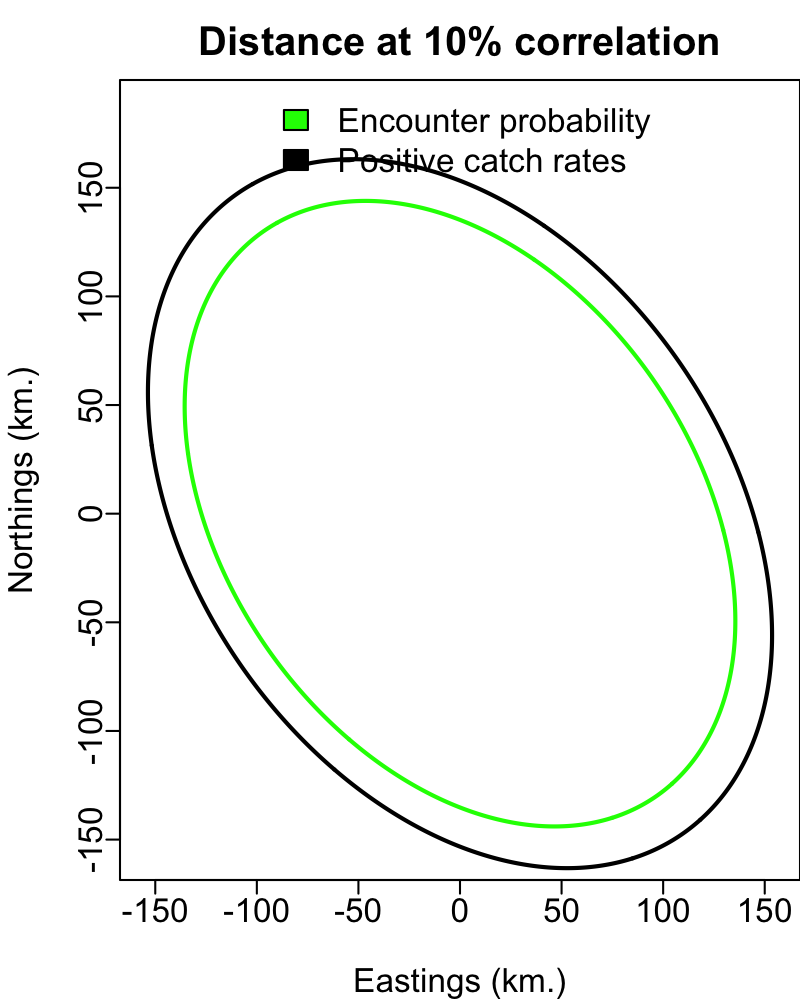 Distance at 10% correlation
Encounter probability
Positive catch rates
150
100
50
0
-50
-100
-150
Northings (km.)
-150 -100 -50 0 50 100 150
Eastings (km.)